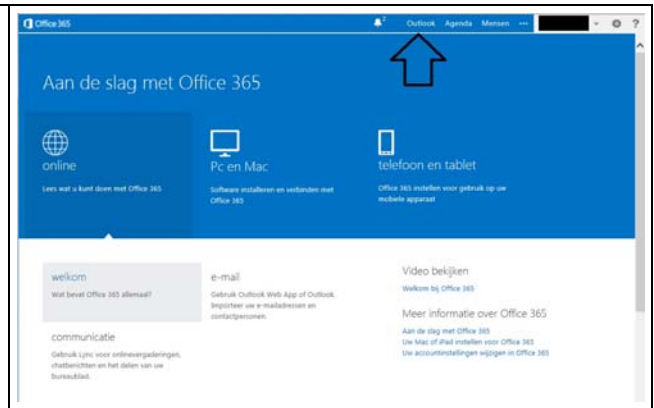 Office 365
2
Outlook Agenda Mensen ... ?
Aan de slag met Office 365
online
Lees wat u kunt doen met Office 365
Pc en Mac
Software installeren en verbinden met
Office 365
telefoon en tablet
Office 365 instellen voor gebruik op uw
mobiele apparaat
welkom
Wat bevat Office 365 allemaal?
e-mail
Gebruik Outlook Web App of Outlook.
Importeer uw e-mailadressen en
contactpersonen.
communicatie
Gebruik Lync voor onlinevergaderingen,
chatberichten en het delen van uw
bureaublad.
Video bekijken
Welkom bij Office 365
Meer informatie over Office 365
Aan de slag met Office 365
Uw Mac of iPad instellen voor Office 365
Uw accountinstellingen wijzigen in Office 365